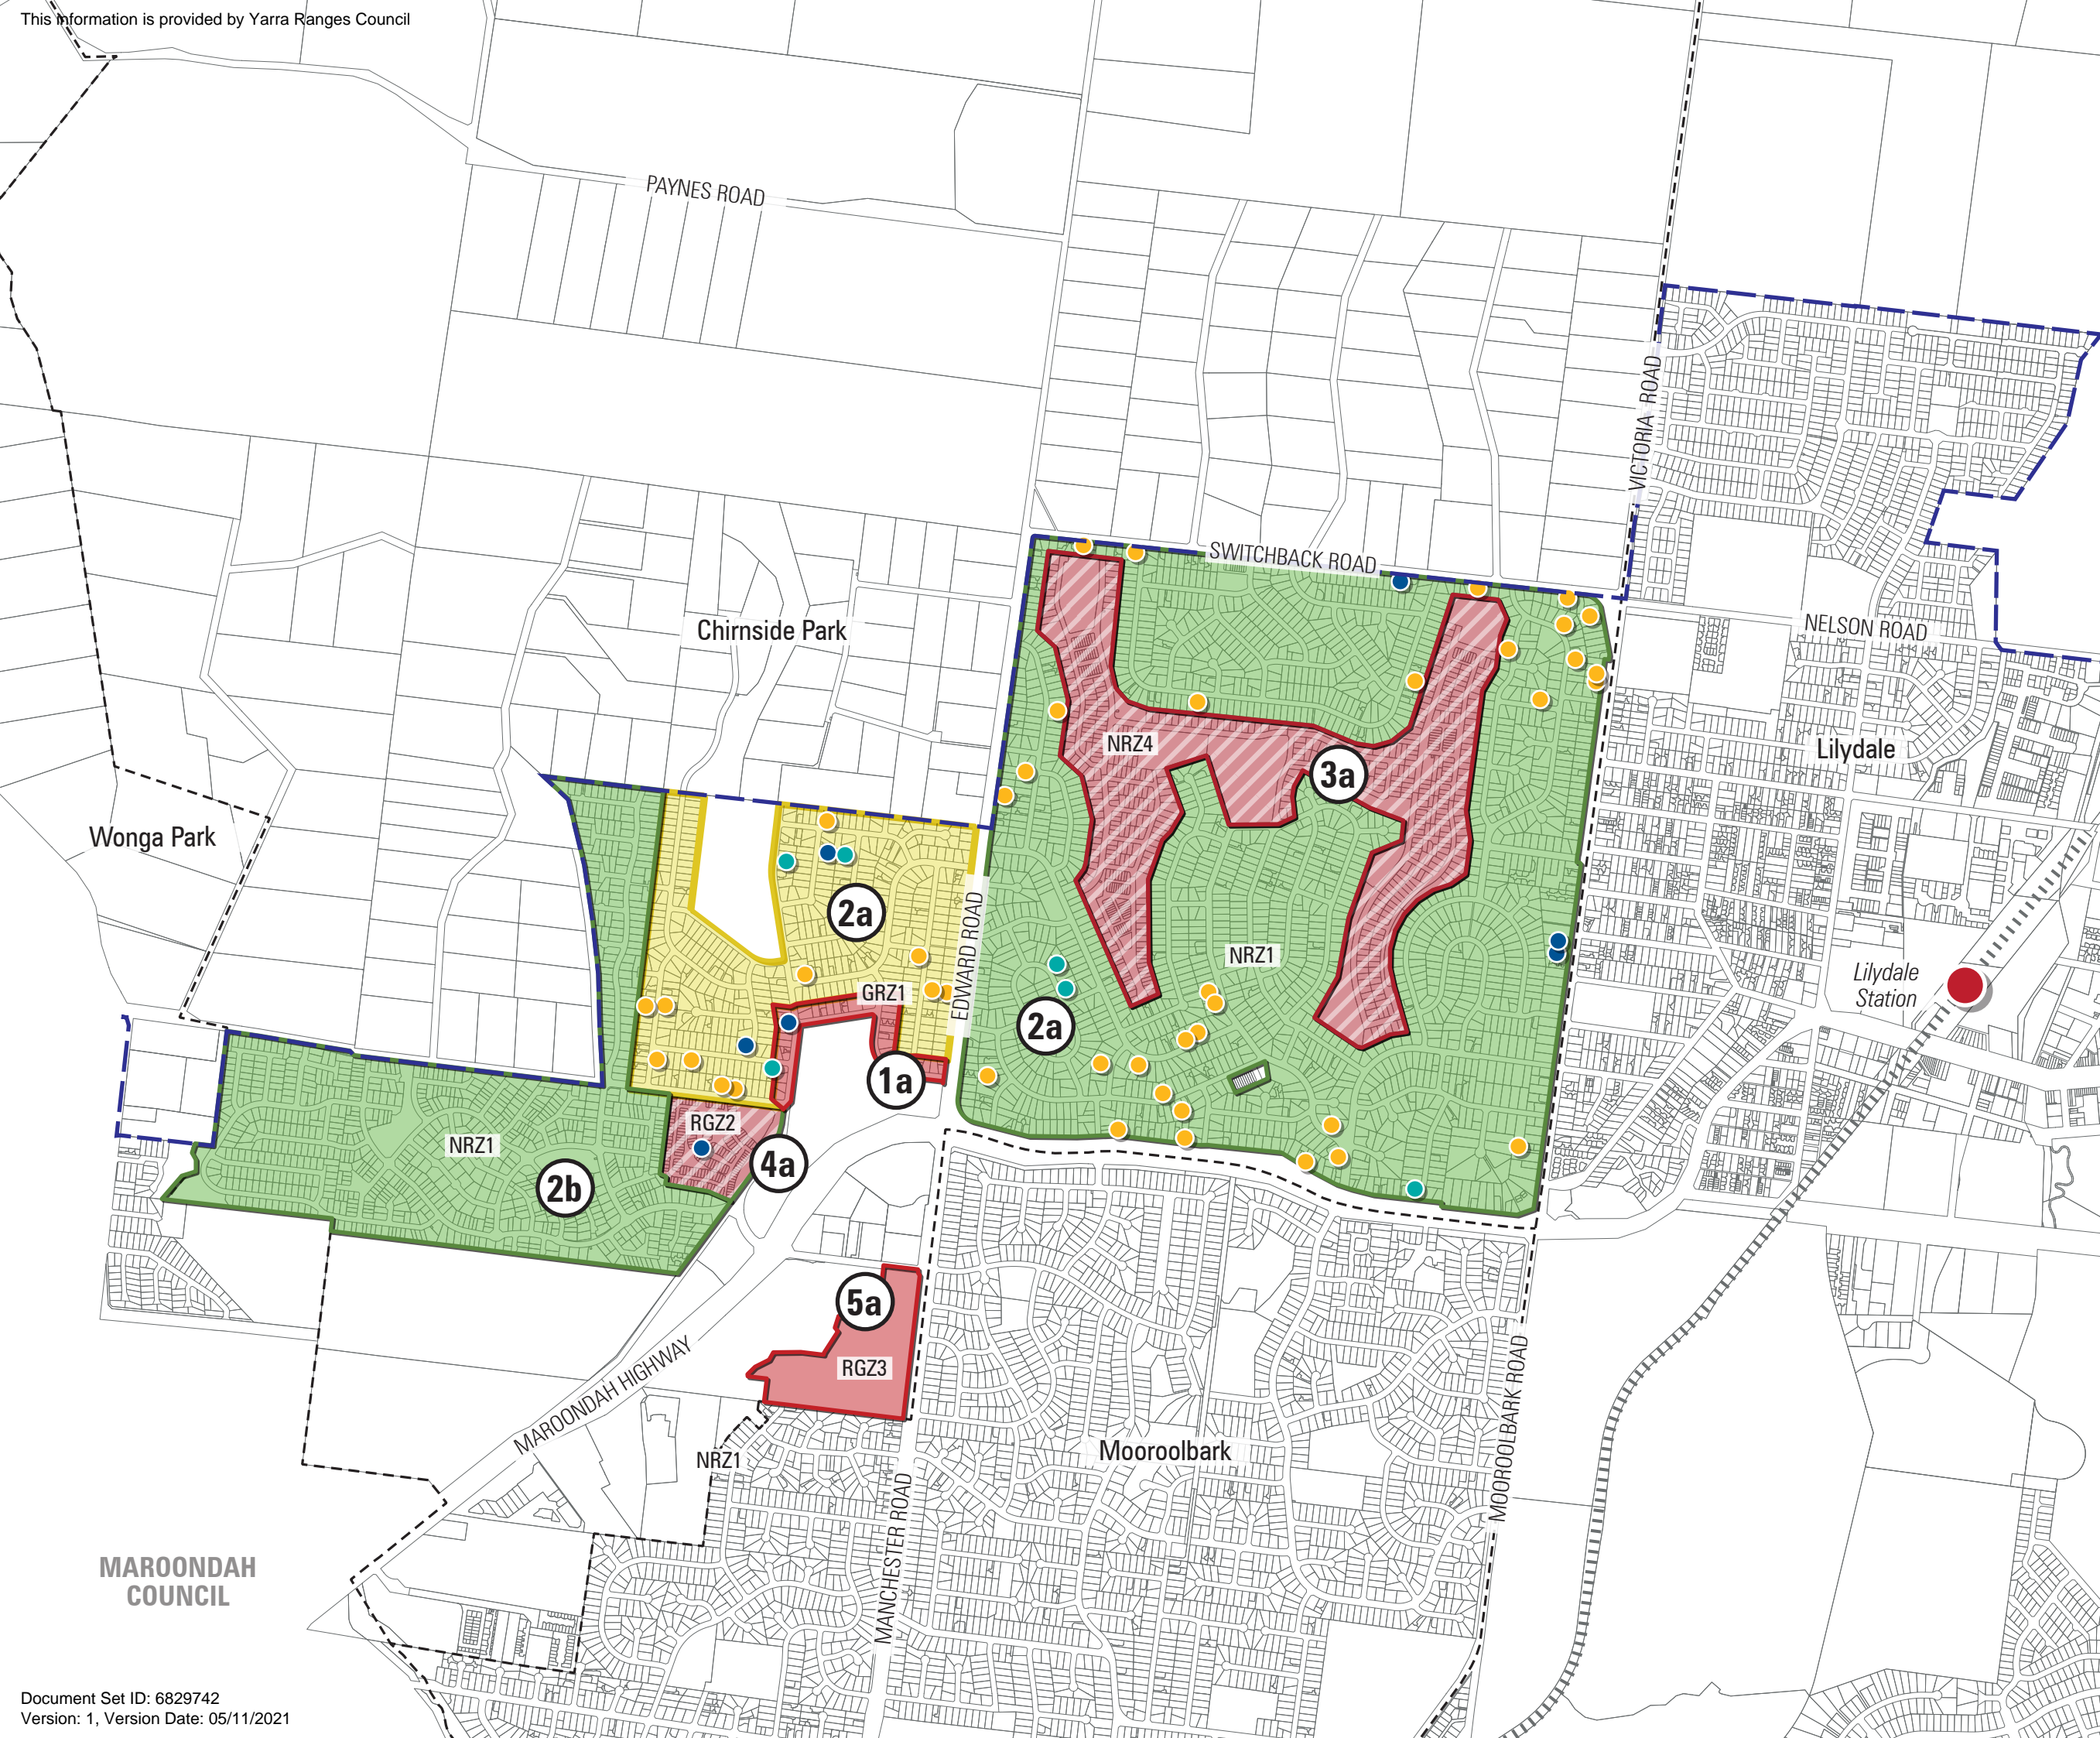 This information is provided by Yarra Ranges Council
PAYNES ROAD
VICTORIA ROAD
SWITCHBACK ROAD
NELSON ROAD
Chirnside Park
NRZ4
3a
Lilydale
Wonga Park
2a
EDWARD ROAD
NRZ1
Lilydale
Station
GRZ1
2a
1a
RGZ2
NRZ1
4a
2b
5a
RGZ3
MAROONDAH HIGHWAY
MOOROOLBARK ROAD
NRZ1
Mooroolbark
MANCHESTER ROAD
MAROONDAH
COUNCIL
Document Set ID: 6829742
Version: 1, Version Date: 05/11/2021